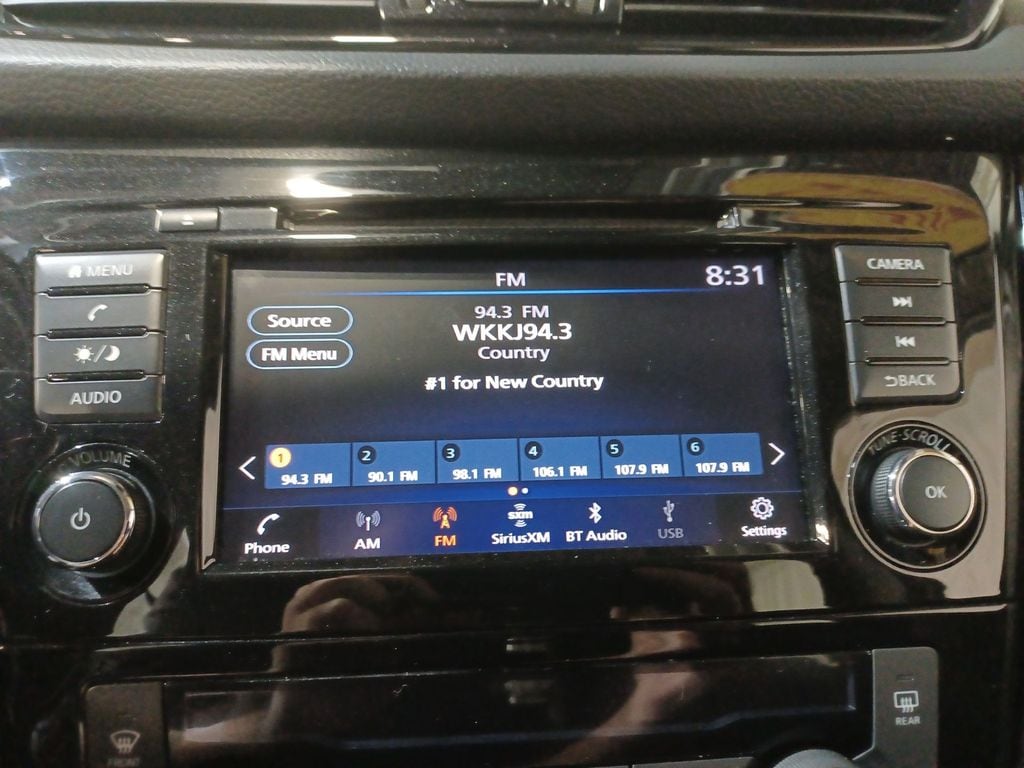 MENU
AUDIO
VOLUME
FM
8:31
Source
FM Menu
94.3 FM
WKKJ94.3
Country
#1 for New Country
1
94.3 FM
2
90.1 FM
3
98.1 FM
4
106.1 FM
5
107.9 FM
6
107.9 FM
Phone
AM
FM
sxm
SiriusXM
BT Audio
USB
Settings
CAMERA
BACK
TUNE·SCROLL
OK
FRONT
REAR